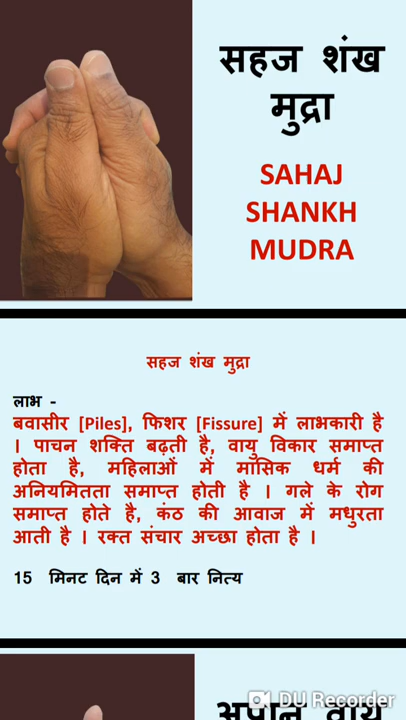 सहज शंख
मुद्रा
SAHAJ
SHANKH
MUDRA
सहज शंख मुद्रा
लाभ -
बवासीर [Piles], फिशर [Fissure] में लाभकारी है
। पाचन शक्ति बढ़ती है, वायु विकार समाप्त
होता है, महिलाओं में मासिक धर्म की
अनियमितता समाप्त होती है । गले के रोग
समाप्त होते है, कंठ की आवाज में मधुरता
आती है । रक्त संचार अच्छा होता है ।
15 मिनट दिन में 3 बार नित्य
अपान वायु
DU Recorder